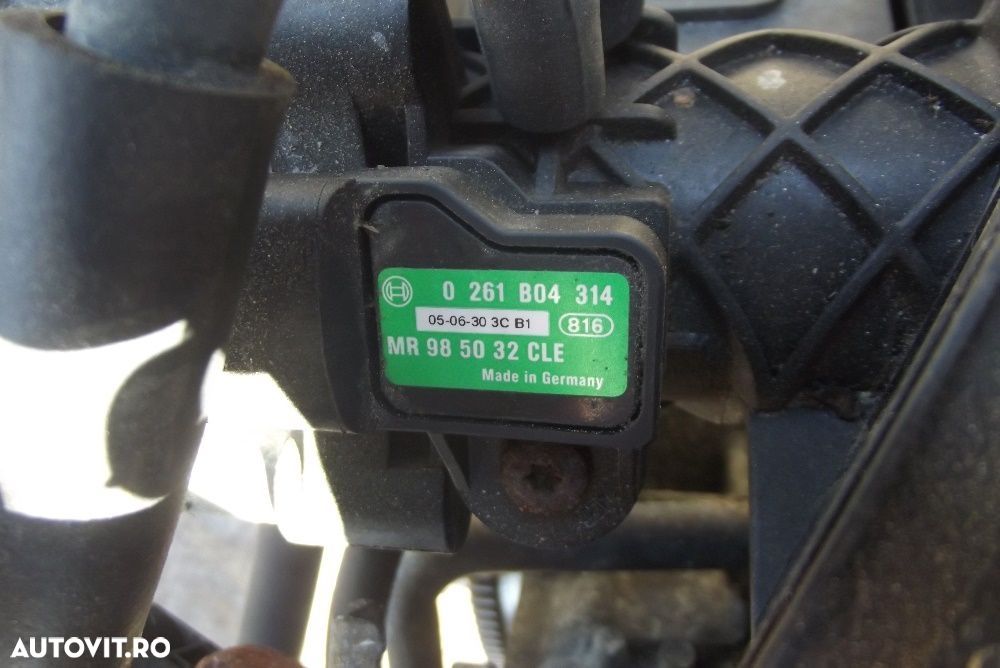 0 261 B04 314
05-06-30 3C B1 816
MR 98 50 32 CLE
Made in Germany
AUTOVIT.RO